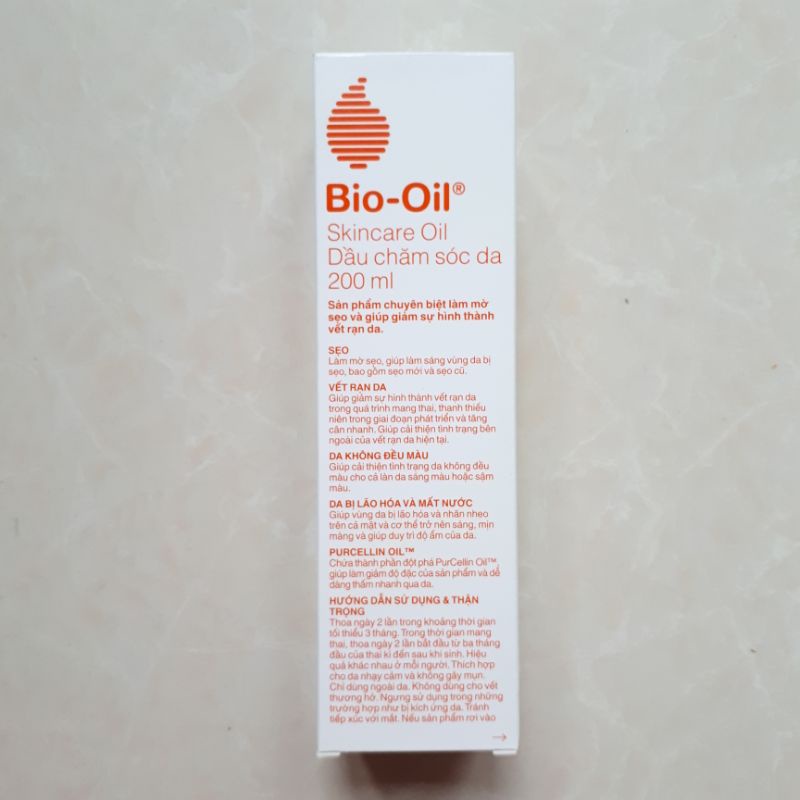 Bio-Oil®
Skincare Oil
Dầu chăm sóc da
200 ml
Sản phẩm chuyên biệt làm mờ
sẹo và giúp giảm sự hình thành
vết rạn da.
SẸO
Làm mờ sẹo, giúp làm sáng vùng da bị
sẹo, bao gồm sẹo mới và sẹo cũ.
VẾT RẠN DA
Giúp giảm sự hình thành vết rạn da
trong quá trình mang thai, thanh thiếu
niên trong giai đoạn phát triển và tăng
cân nhanh. Giúp cải thiện tình trạng bên
ngoài của vết rạn da hiện tại.
DA KHÔNG ĐỀU MÀU
Giúp cải thiện tình trạng da không đều
màu cho cả làn da sáng màu hoặc sậm
màu.
DA BỊ LÃO HÓA VÀ MẤT NƯỚC
Giúp vùng da bị lão hóa và nhăn nheo
trên cả mặt và cơ thể trở nên sáng, mịn
màng và giúp duy trì độ ẩm của da.
PURCELLIN OIL™
Chứa thành phần đột phá PurCellin Oil™
giúp làm giảm độ đặc của sản phẩm và dễ
dàng thấm nhanh qua da.
HƯỚNG DẪN SỬ DỤNG & THẬN
TRỌNG
Thoa ngày 2 lần trong khoảng thời gian
tối thiểu 3 tháng. Trong thời gian mang
thai, thoa ngày 2 lần bắt đầu từ ba tháng
đầu của thai kì đến sau khi sinh. Hiệu
quả khác nhau ở mỗi người. Thích hợp
cho da nhạy cảm và không gây mụn.
Chỉ dùng ngoài da. Không dùng cho vết
thương hở. Ngưng sử dụng trong những
trường hợp như bị kích ứng da. Tránh
tiếp xúc với mắt. Nếu sản phẩm rơi vào
→